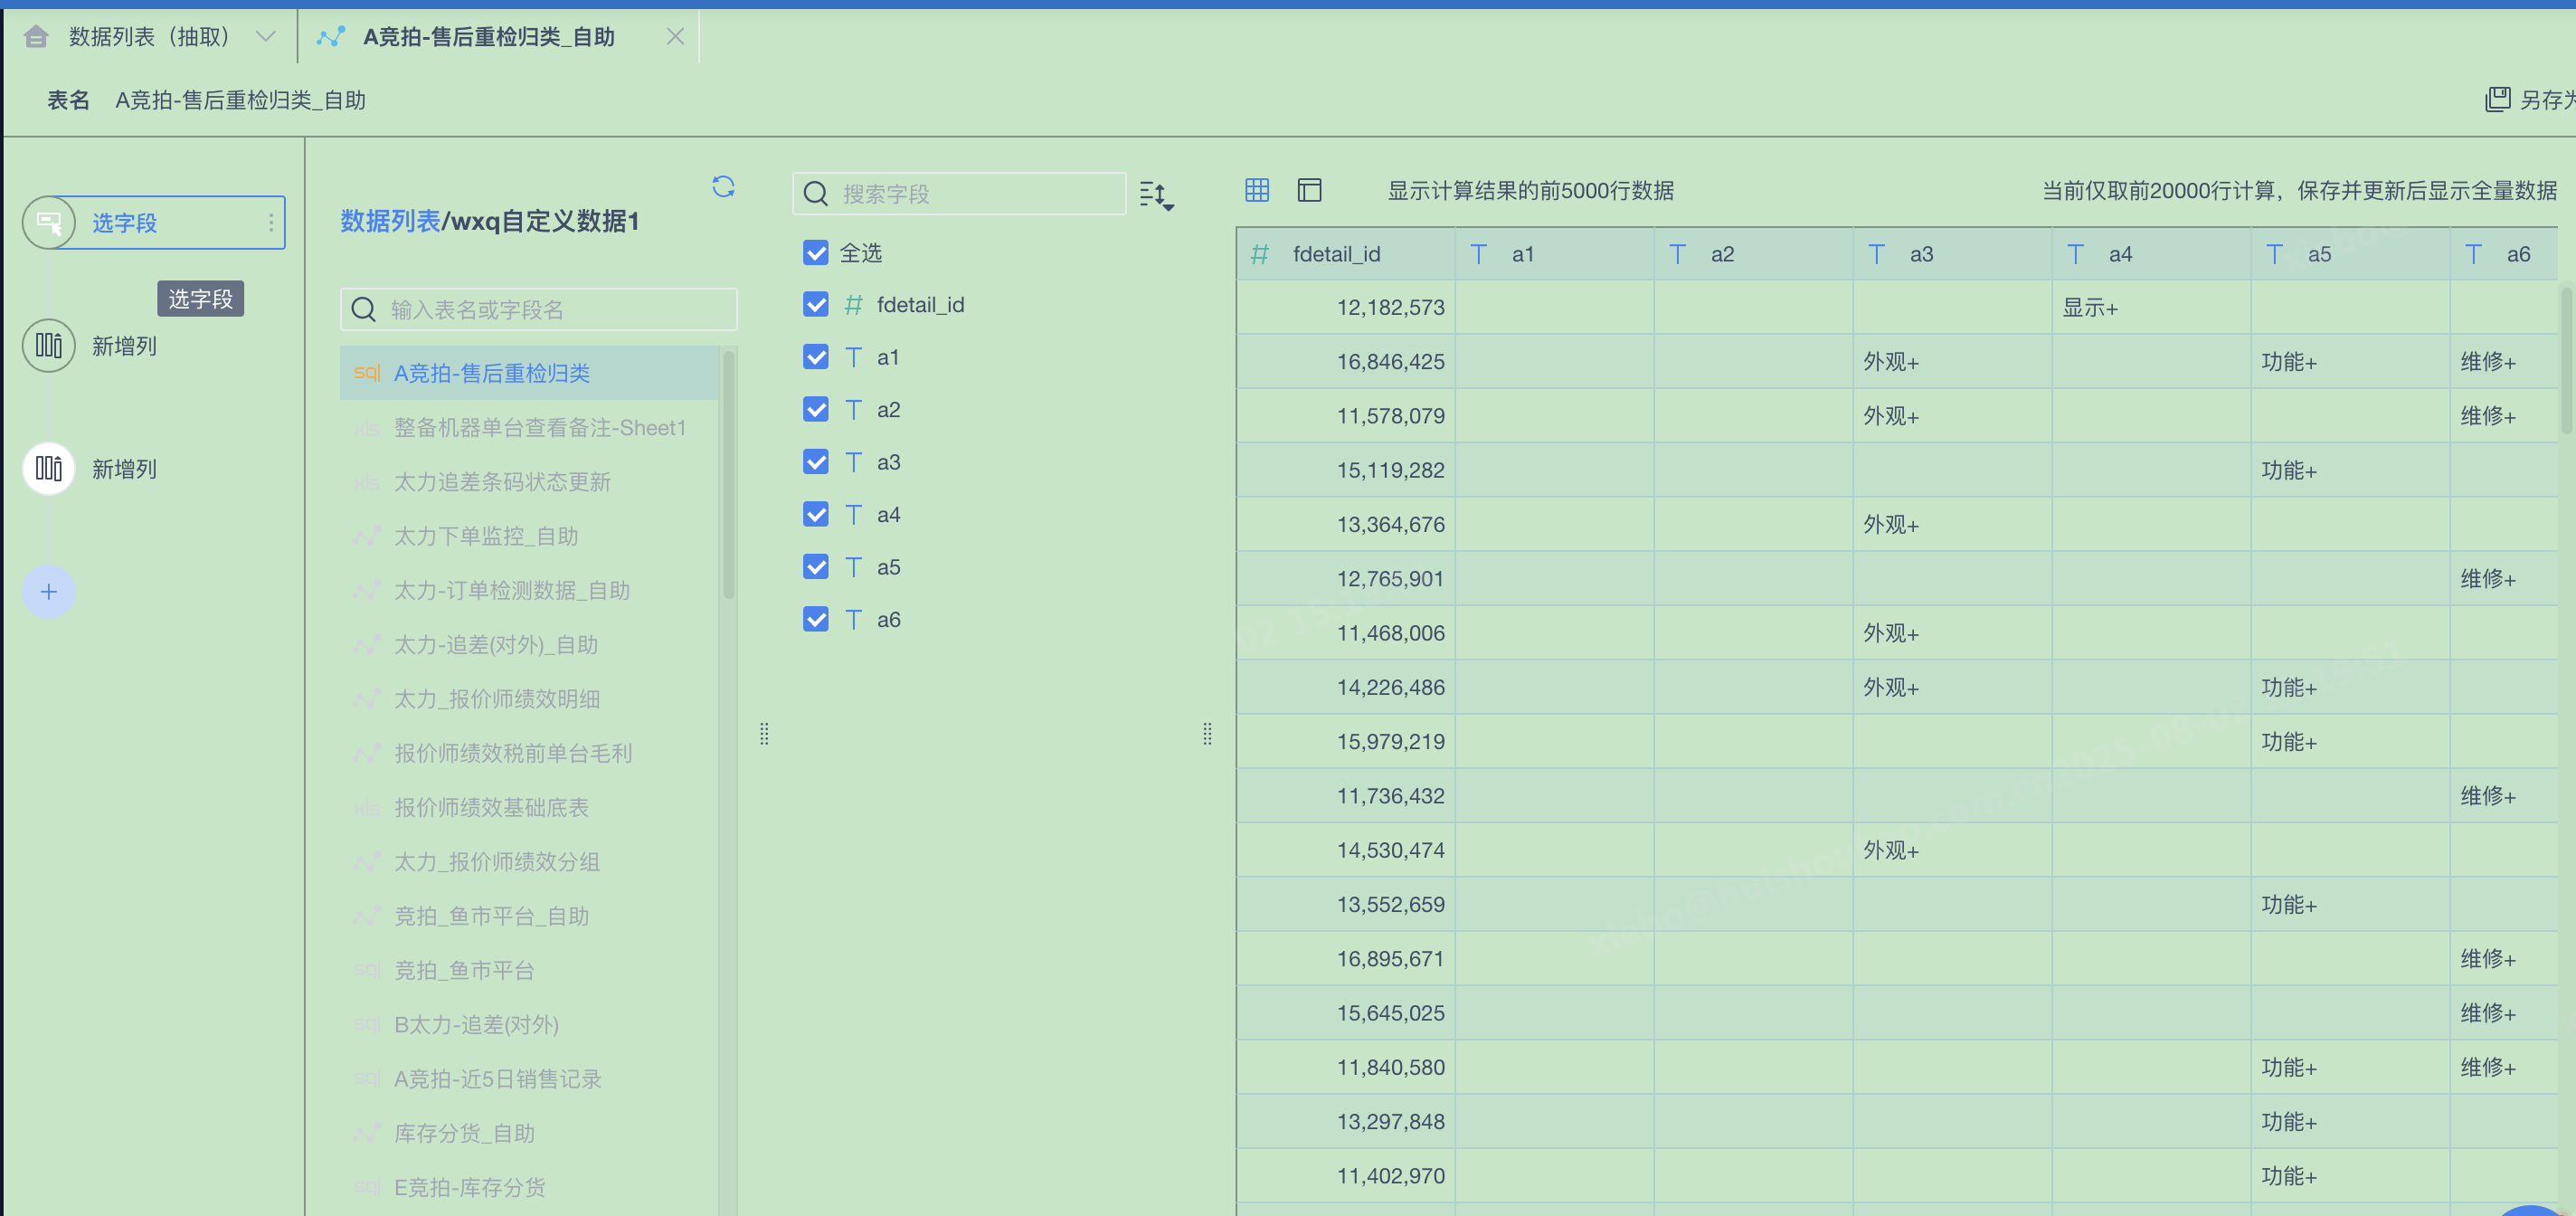 数据列表（抽取）
A竞拍-售后重检归类_自助
表名 A竞拍-售后重检归类_自助
另存为
选字段
选字段
新增列
新增列
数据列表/wxq自定义数据1
输入表名或字段名
sql A竞拍-售后重检归类
xls 整备机器单台查看备注-Sheet1
xls 太力追差条码状态更新
太力下单监控_自助
太力-订单检测数据_自助
太力-追差(对外)_自助
太力_报价师绩效明细
报价师绩效税前单台毛利
xls 报价师绩效基础底表
太力_报价师绩效分组
竞拍_鱼市平台_自助
sql 竞拍_鱼市平台
sql B太力-追差(对外)
sql A竞拍-近5日销售记录
库存分货_自助
sql E竞拍-库存分货
搜索字段
全选
# fdetail_id
T a1
T a2
T a3
T a4
T a5
T a6
显示计算结果的前5000行数据 当前仅取前20000行计算，保存并更新后显示全量数据
# fdetail_id T a1 T a2 T a3 T a4 T a5 T a6
12,182,573 显示+
16,846,425 外观+ 功能+ 维修+
11,578,079 外观+ 维修+
15,119,282 功能+
13,364,676 外观+
12,765,901 维修+
11,468,006 外观+
14,226,486 外观+ 功能+
15,979,219 功能+
11,736,432 维修+
14,530,474 外观+
13,552,659 功能+
16,895,671 维修+
15,645,025 维修+
11,840,580 功能+ 维修+
13,297,848 功能+
11,402,970 功能+